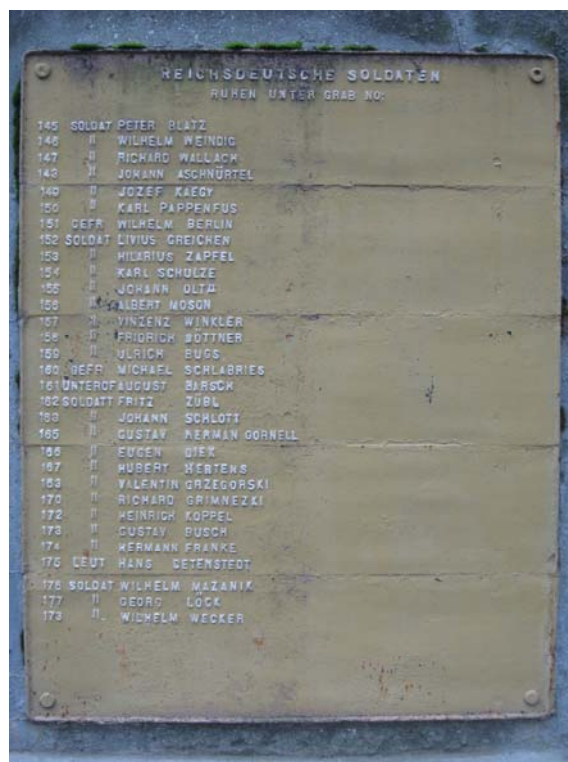 REICHSDEUTSCHE SOLDATEN
RUHEN UNTER GRAB NO:
145 SOLDAT PETER BLATZ
146 " WILHELM WEINDIG
147 " RICHARD WALLACH
148 " JOHANN ASCHNÜRTEL
149 " JOZEF KAEGY
150 " KARL PAPPENFUS
151 GEFR WILHELM BERLIN
152 SOLDAT LIVIUS GREICHEN
153 " HILARIUS ZAPFEL
154 " KARL SCHULZE
155 " JOHANN OLTU
156 " ALBERT MOSON
157 " VINZENZ WINKLER
158 " FRIDRICH BÜTTNER
159 " ULRICH BUGS
160 GEFR MICHAEL SCHLABRIES
161 UNTEROF AUGUST BARSCH
162 SOLDATT FRITZ ZÜBL
163 " JOHANN SCHLOTT
165 " GUSTAV HERMAN GORNELL
166 " EUGEN DIEK
167 " HUBERT HERTENS
168 " VALENTIN GRZEGORSKI
170 " RICHARD GRIMNEZKI
172 " HEINRICH KOPPEL
173 " GUSTAV BUSCH
174 " HERMANN FRANKE
175 LEUT HANS DETENSTEDT
176 SOLDAT WILHELM MAZANIK
177 " GEORG LÖCK
178 " WILHELM WECKER